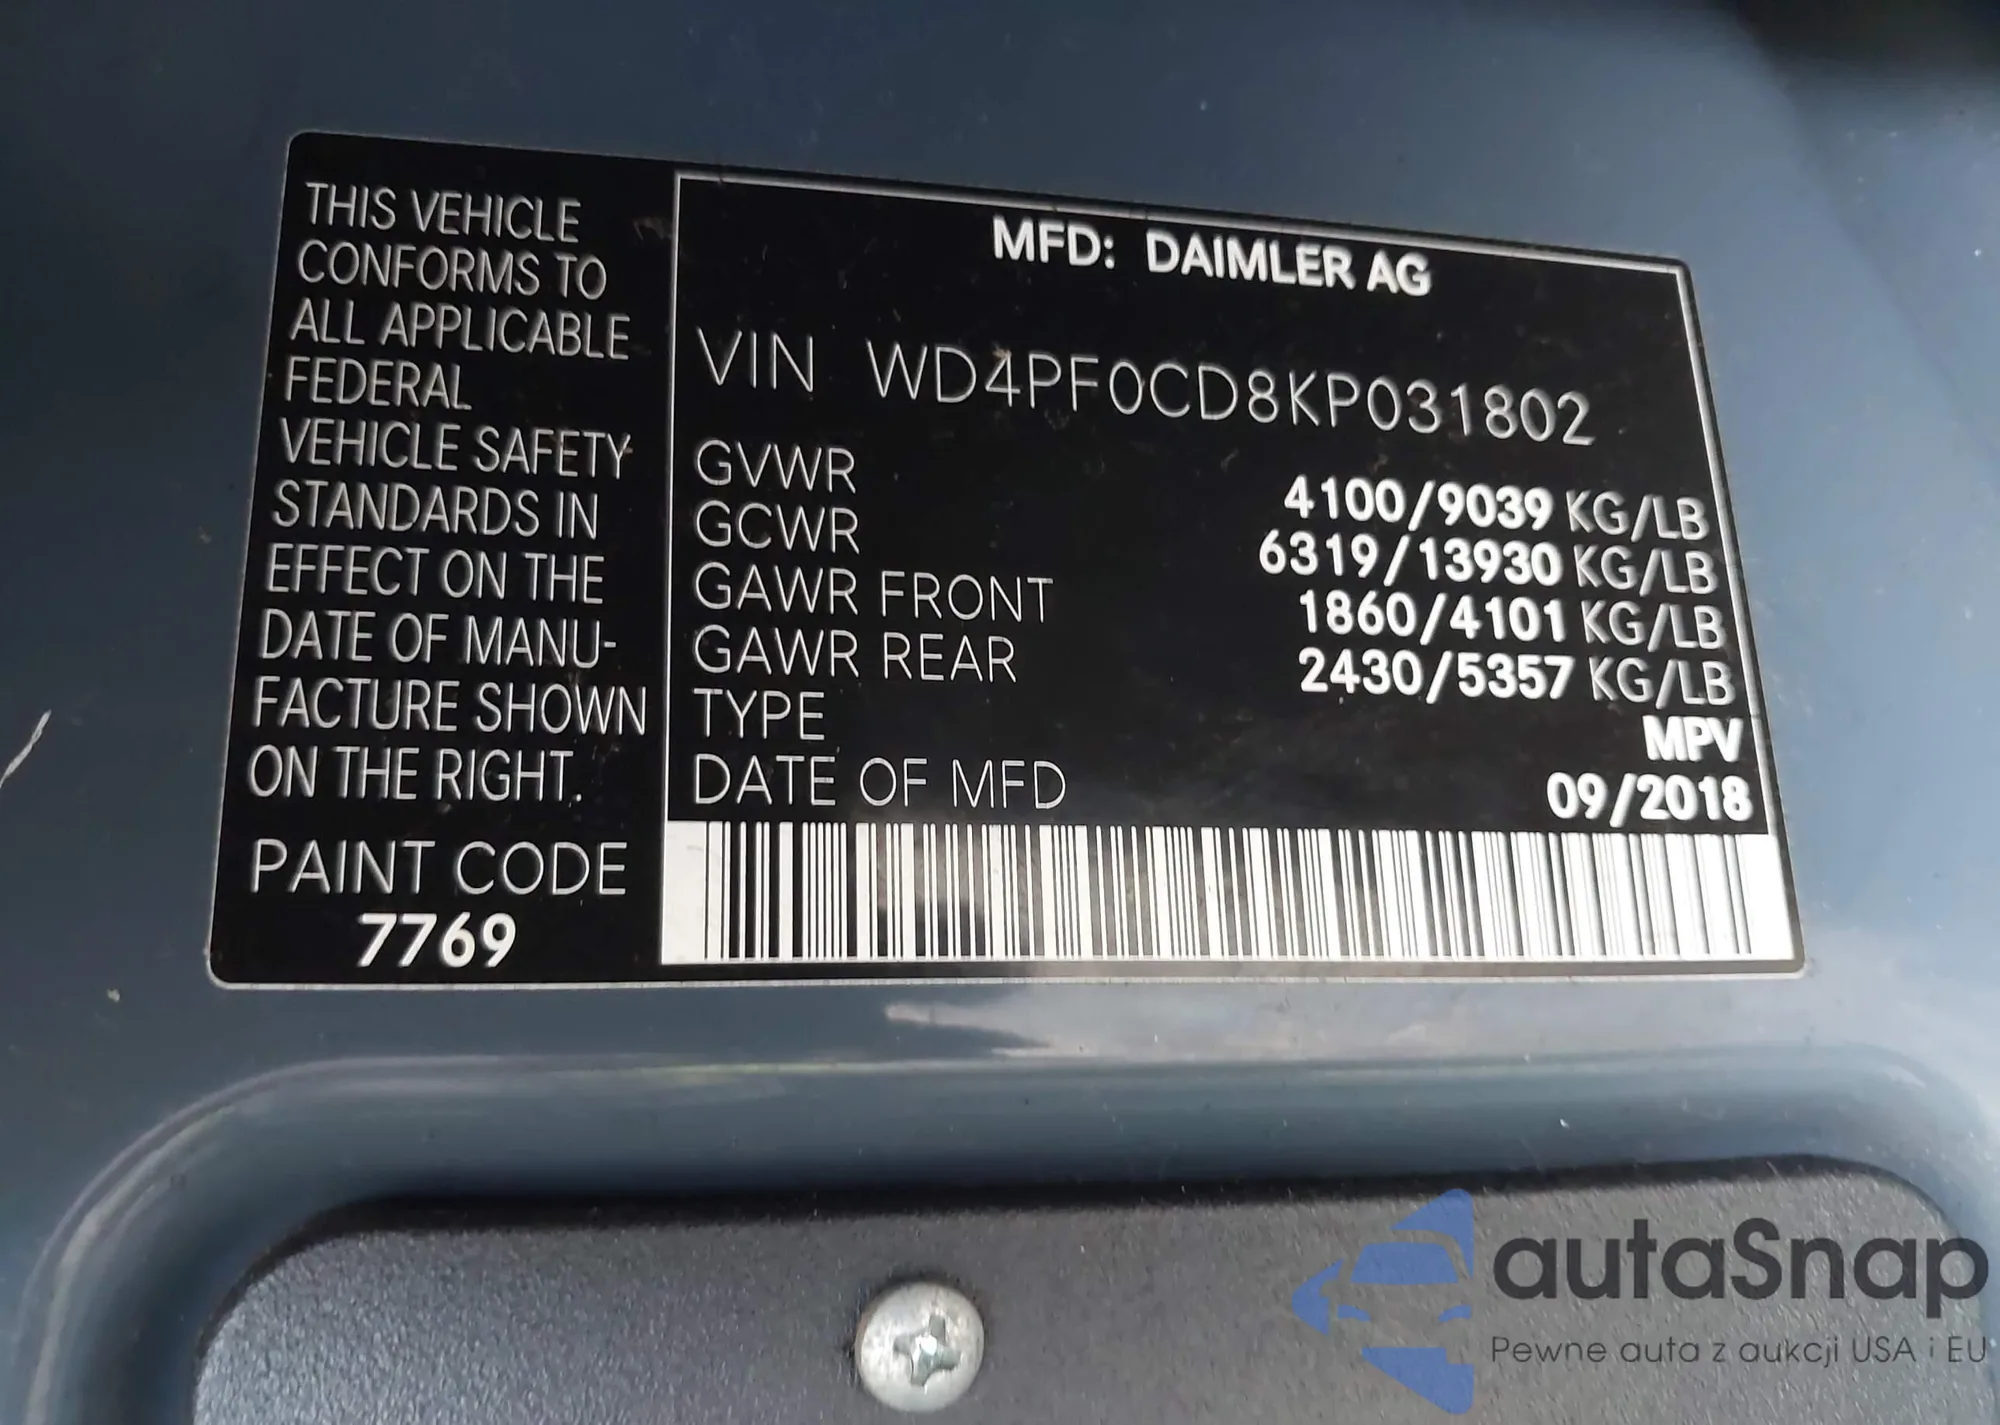 THIS VEHICLE
CONFORMS TO
ALL APPLICABLE
FEDERAL
VEHICLE SAFETY
STANDARDS IN
EFFECT ON THE
DATE OF MANU-
FACTURE SHOWN
ON THE RIGHT.
PAINT CODE
7769
MFD: DAIMLER AG
VIN WD4PF0CD8KP031802
GVWR 4100/9039 KG/LB
GCWR 6319/13930 KG/LB
GAWR FRONT 1860/4101 KG/LB
GAWR REAR 2430/5357 KG/LB
TYPE MPV
DATE OF MFD 09/2018
autaSnap
Pewne auta z aukcji USA i EU